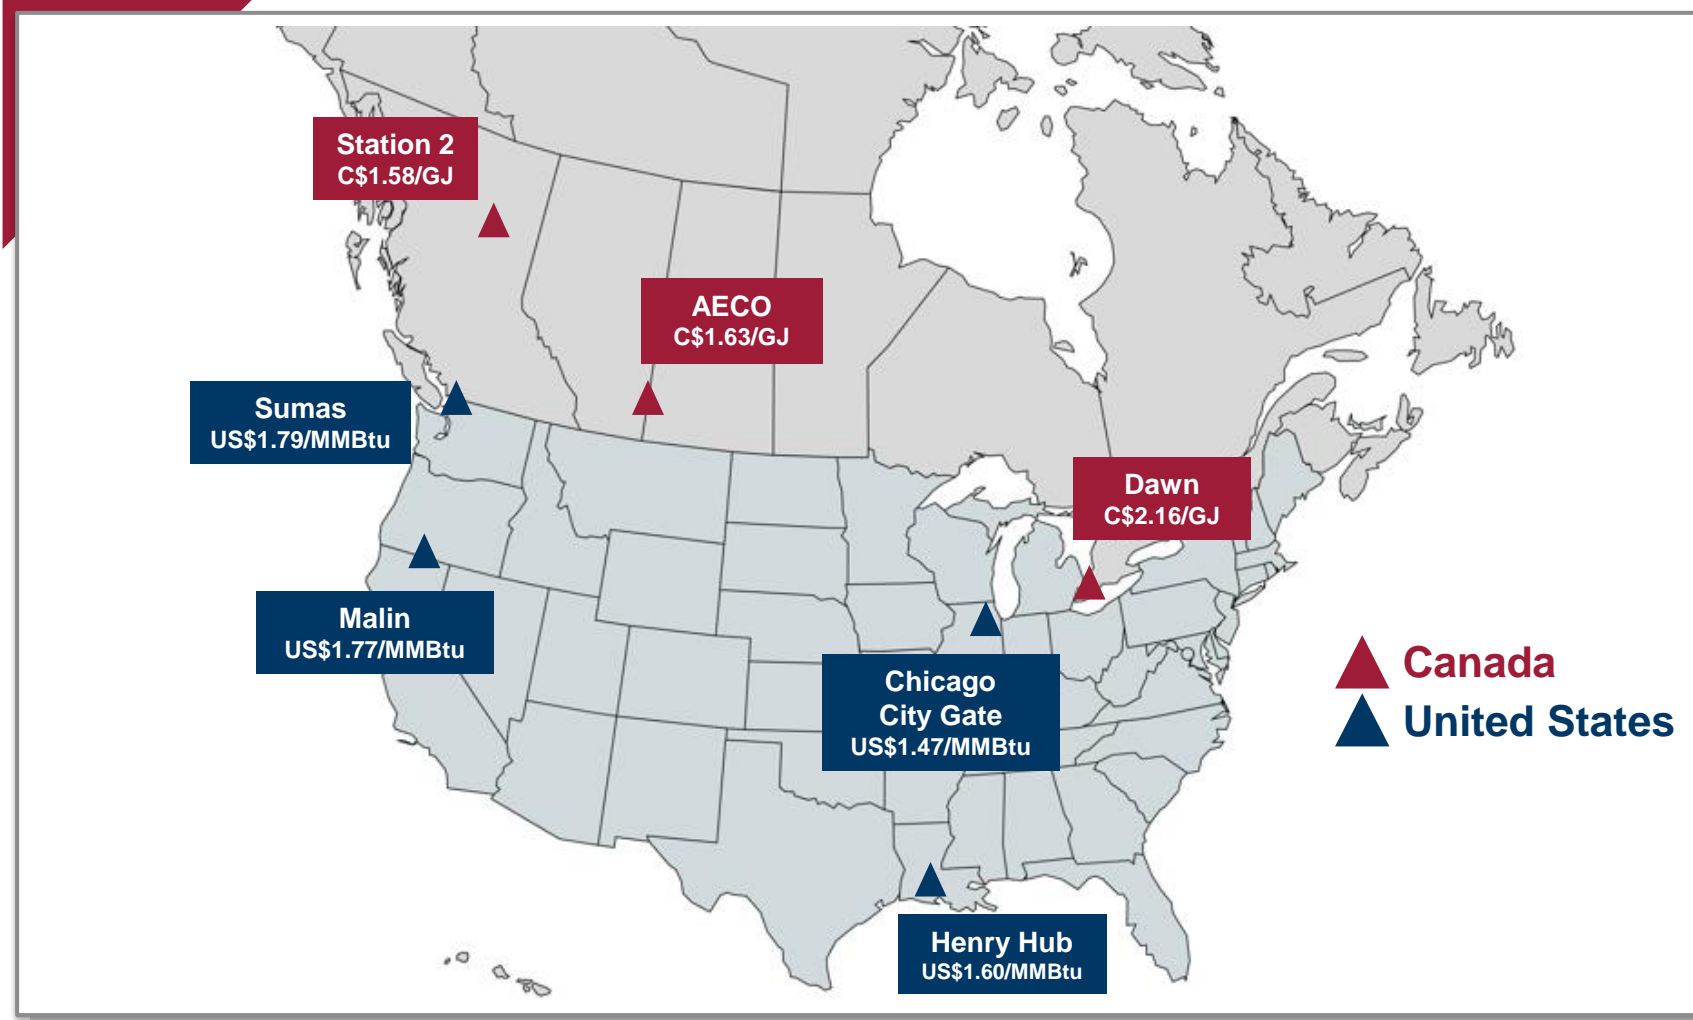 Station 2
C$1.58/GJ
AECO
C$1.63/GJ
Sumas
US$1.79/MMBtu
Dawn
C$2.16/GJ
Malin
US$1.77/MMBtu
Chicago
City Gate
US$1.47/MMBtu
Canada
United States
Henry Hub
US$1.60/MMBtu